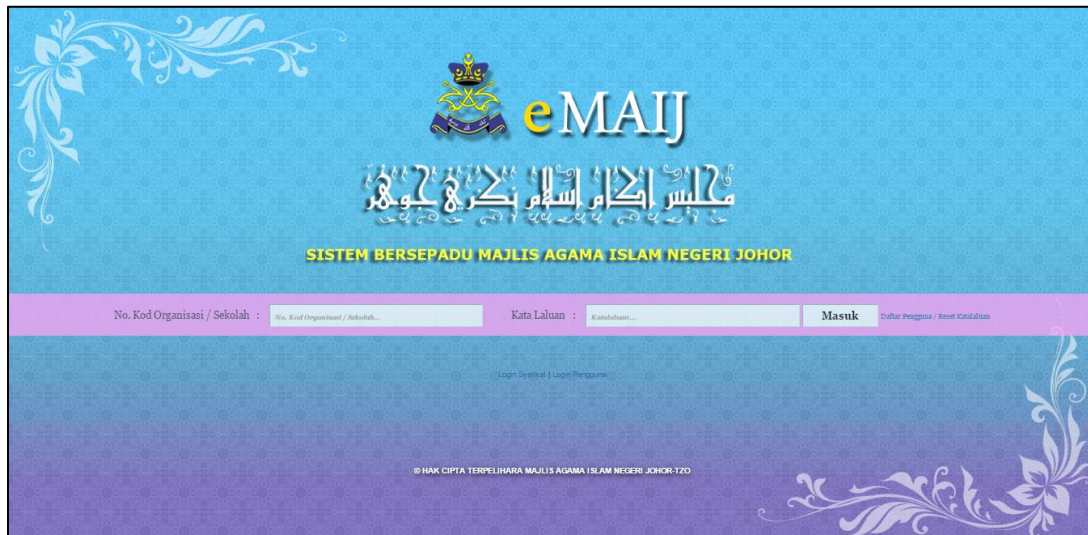 eMAIJ
مجليس اڬام اسلام نڬري جوهر
SISTEM BERSEPADU MAJLIS AGAMA ISLAM NEGERI JOHOR
No. Kod Organisasi / Sekolah : No. Kod Organisasi / Sekolah... Kata Laluan : Katalaluan... Masuk Daftar Pengguna / Reset Katalaluan
Login Syarikat | Login Pengguna
© HAK CIPTA TERPELIHARA MAJLIS AGAMA ISLAM NEGERI JOHOR-TZO